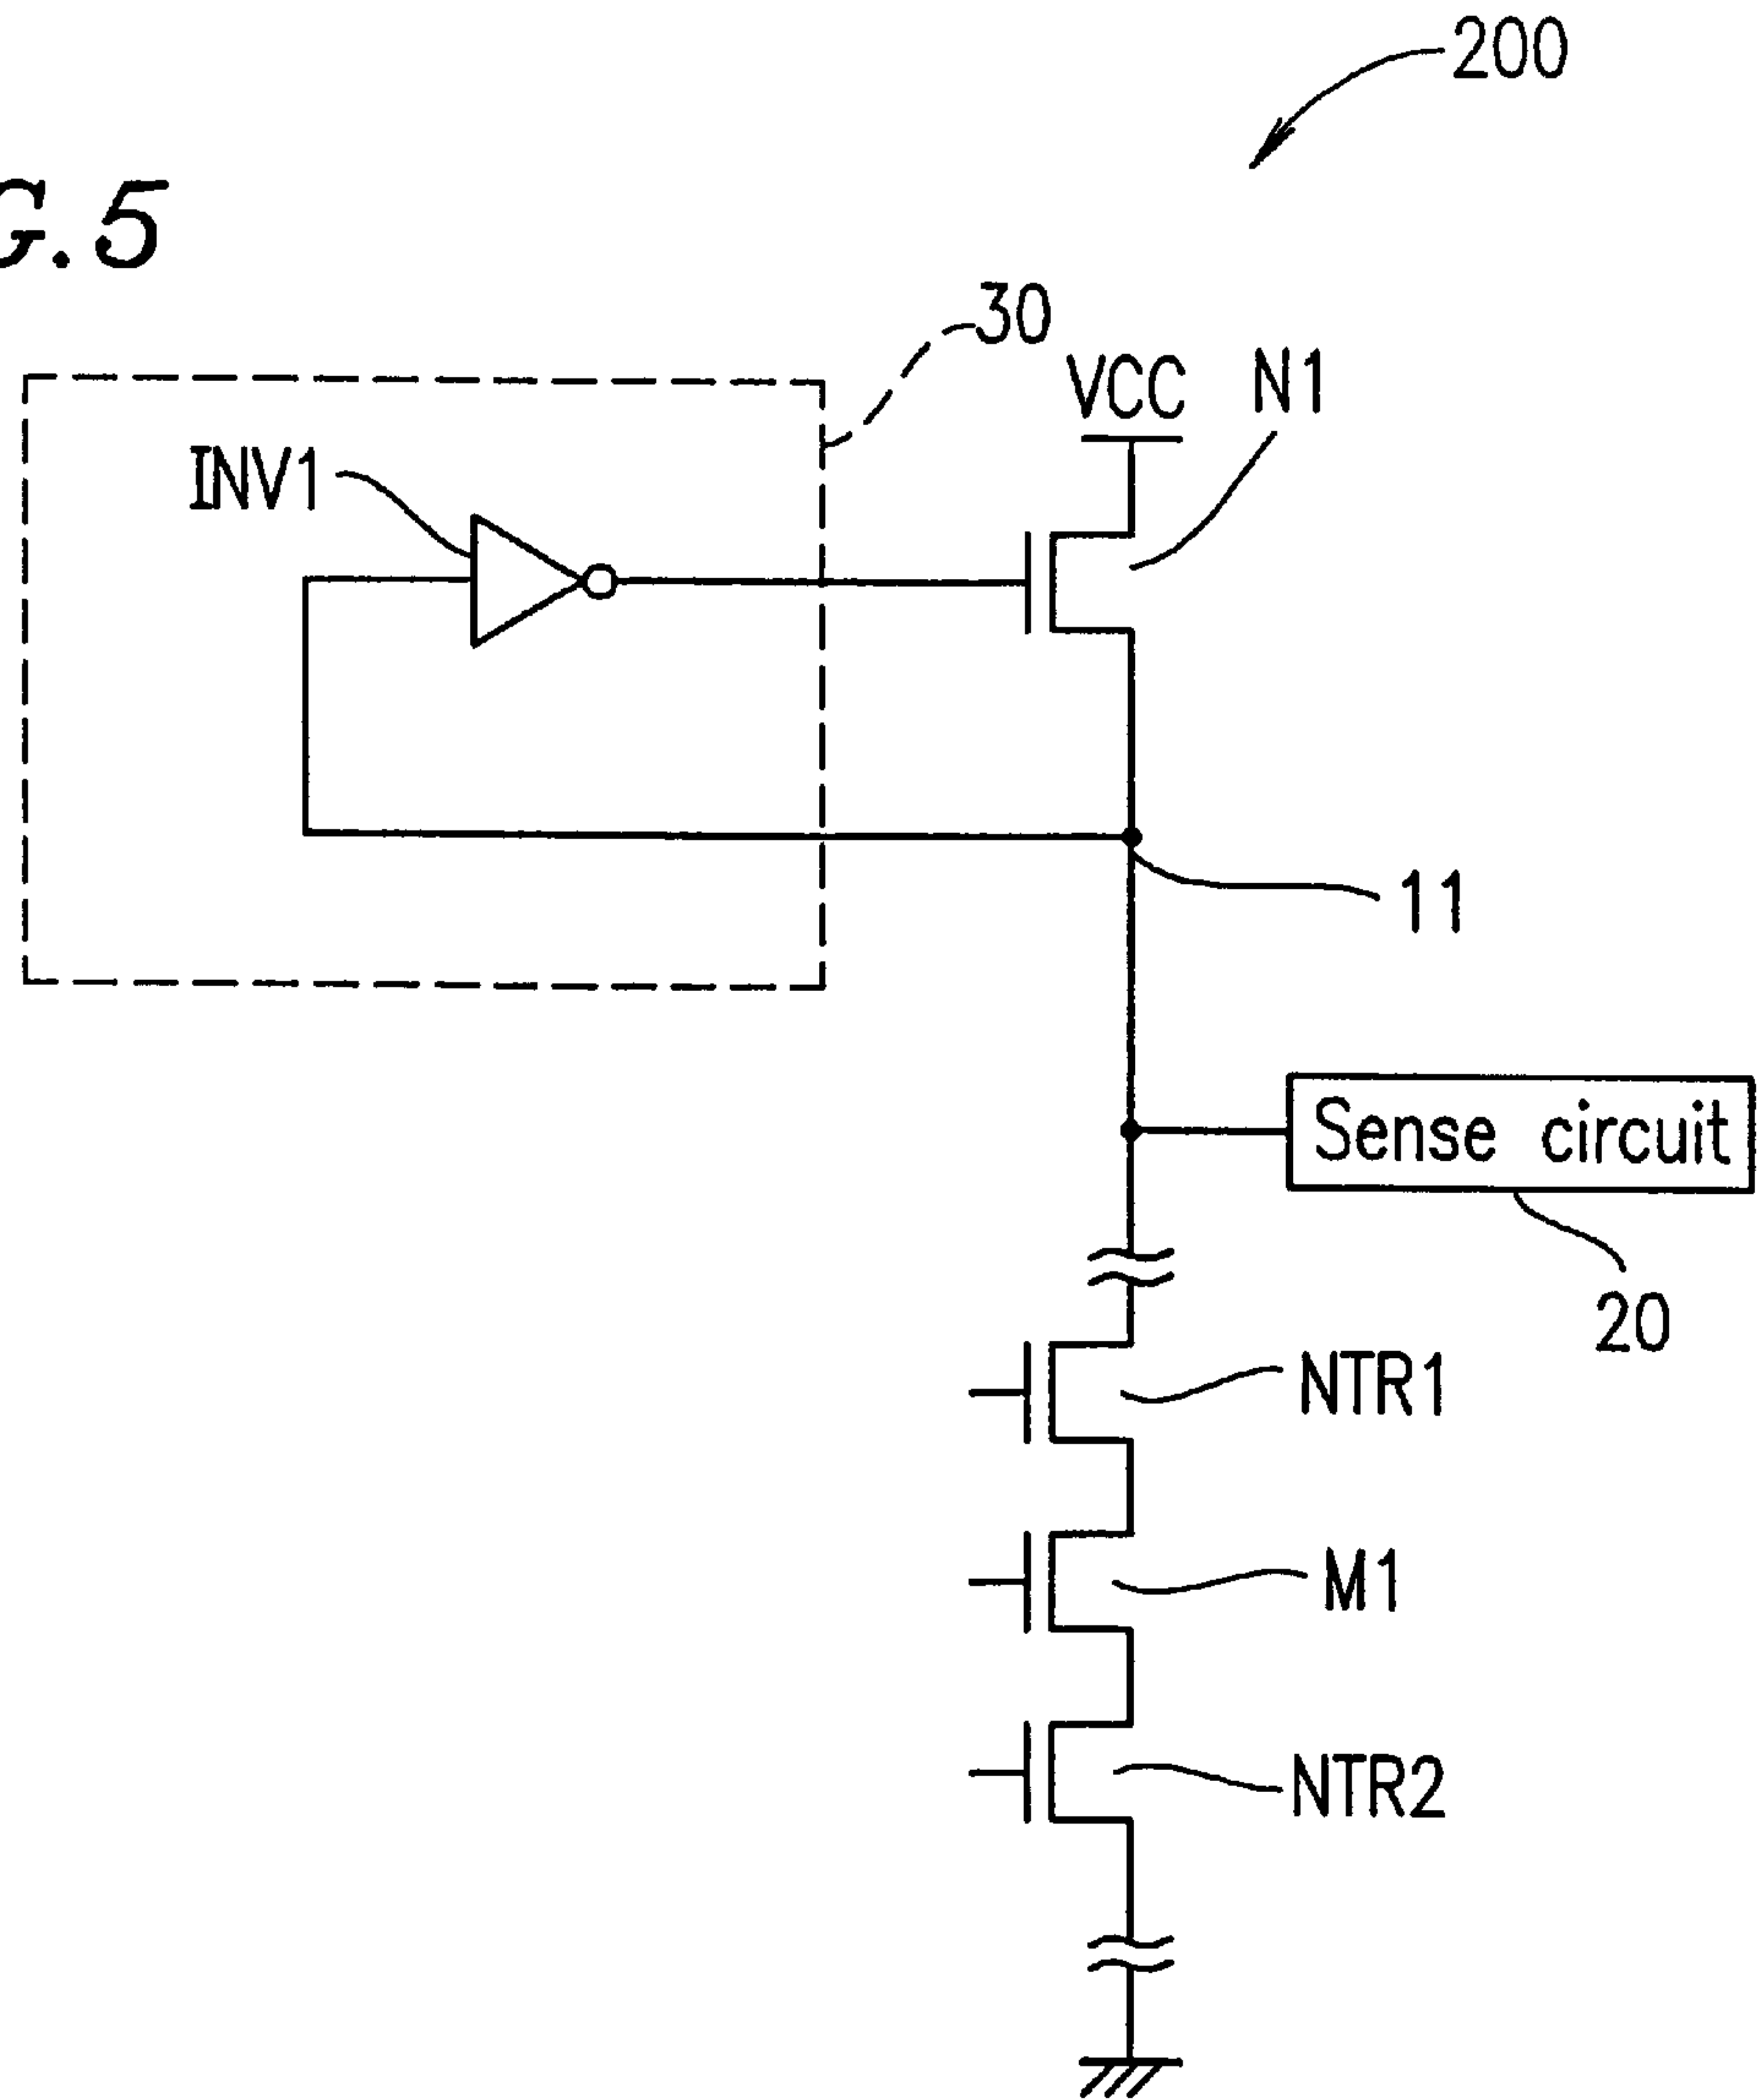 200
G.5
30
VCC
N1
INV1
11
Sense circuit
20
NTR1
M1
NTR2